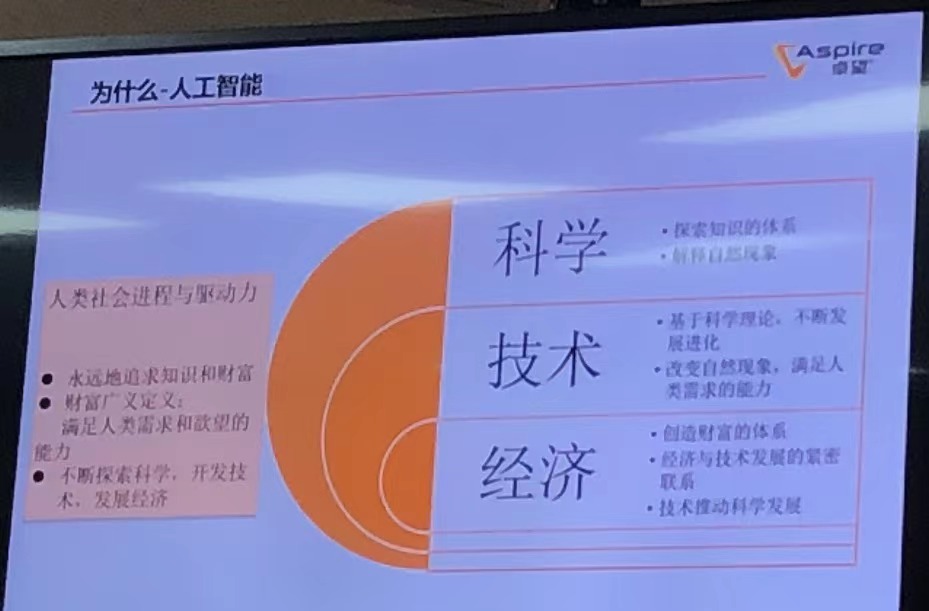 为什么-人工智能
Aspire
卓望
人类社会进程与驱动力
● 永远地追求知识和财富
● 财富广义定义:
满足人类需求和欲望的
能力
● 不断探索科学,开发技
术,发展经济
科学
• 探索知识的体系
• 解释自然现象
技术
• 基于科学理论,不断发
展进化
• 改变自然现象,满足人
类需求的能力
经济
• 创造财富的体系
• 经济与技术发展的紧密
联系
• 技术推动科学发展